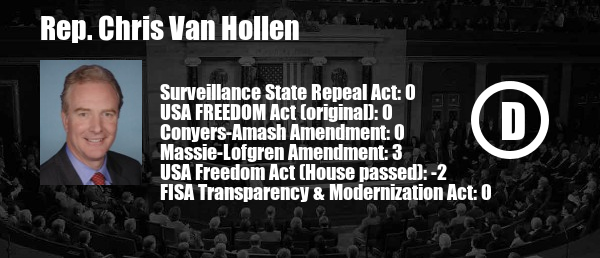 Rep. Chris Van Hollen
Surveillance State Repeal Act: 0
USA FREEDOM Act (original): 0
Conyers-Amash Amendment: 0
Massie-Lofgren Amendment: 3
USA Freedom Act (House passed): -2
FISA Transparency & Modernization Act: 0
D